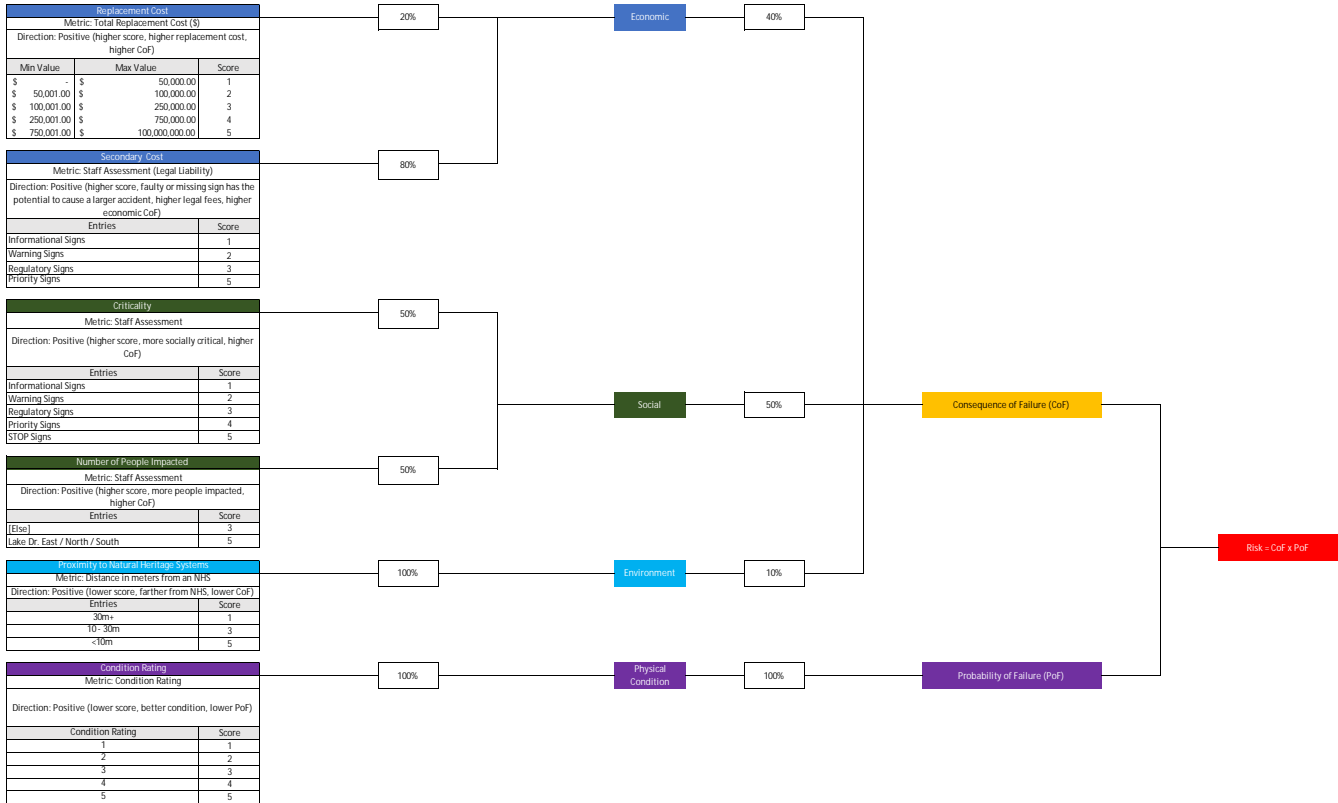 Replacement Cost
Metric: Total Replacement Cost ($)
Direction: Positive (higher score, higher replacement cost,
higher CoF)
Min Value Max Value Score
$ - $ 50,000.00 1
$ 50,001.00 $ 100,000.00 2
$ 100,001.00 $ 250,000.00 3
$ 250,001.00 $ 750,000.00 4
$ 750,001.00 $ 100,000,000.00 5
20%
Economic
40%
Secondary Cost
Metric: Staff Assessment (Legal Liability)
Direction: Positive (higher score, faulty or missing sign has the
potential to cause a larger accident, higher legal fees, higher
economic CoF)
Entries Score
Informational Signs 1
Warning Signs 2
Regulatory Signs 3
Priority Signs 5
80%
Criticality
Metric: Staff Assessment
Direction: Positive (higher score, more socially critical, higher
CoF)
Entries Score
Informational Signs 1
Warning Signs 2
Regulatory Signs 3
Priority Signs 4
STOP Signs 5
50%
Social
50%
Consequence of Failure (CoF)
Number of People Impacted
Metric: Staff Assessment
Direction: Positive (higher score, more people impacted,
higher CoF)
Entries Score
[Else] 3
Lake Dr. East / North / South 5
50%
Risk = CoF x PoF
Proximity to Natural Heritage Systems
Metric: Distance in meters from an NHS
Direction: Positive (lower score, farther from NHS, lower CoF)
Entries Score
30m+ 1
10 - 30m 3
<10m 5
100%
Environment
10%
Condition Rating
Metric: Condition Rating
Direction: Positive (lower score, better condition, lower PoF)
Condition Rating Score
1 1
2 2
3 3
4 4
5 5
100%
Physical
Condition
100%
Probability of Failure (PoF)